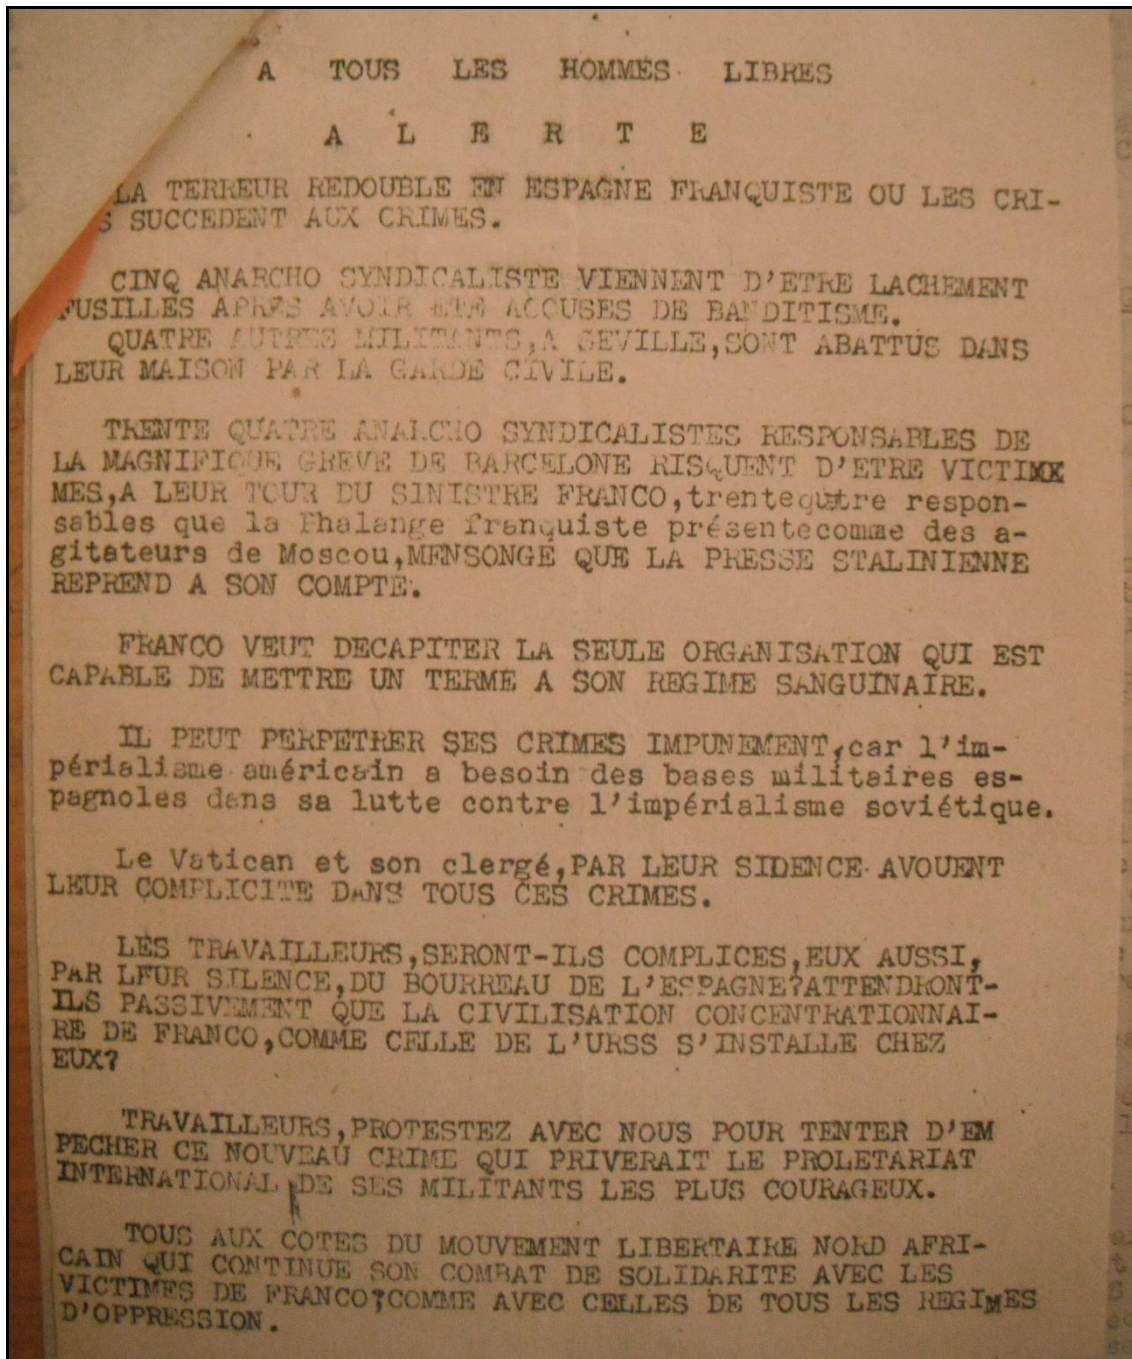 A TOUS LES HOMMES LIBRES
A L E R T E
LA TERREUR REDOUBLE EN ESPAGNE FRANQUISTE OU LES CRI-
S SUCCEDENT AUX CRIMES.
CINQ ANARCHO SYNDICALISTE VIENNENT D'ETRE LACHEMENT
FUSILLES APRES AVOIR ETE ACCUSES DE BANDITISME.
QUATRE AUTRES MILITANTS,A SEVILLE,SONT ABATTUS DANS
LEUR MAISON PAR LA GARDE CIVILE.
TRENTE QUATRE ANARCHO SYNDICALISTES RESPONSABLES DE
LA MAGNIFIQUE GREVE DE BARCELONE RISQUENT D'ETRE VICTIXX
MES,A LEUR TOUR DU SINISTRE FRANCO,trentequtre respon-
sables que la Phalange franquiste présentecomme des a-
gitateurs de Moscou,MENSONGE QUE LA PRESSE STALINIENNE
REPREND A SON COMPTE.
FRANCO VEUT DECAPITER LA SEULE ORGANISATION QUI EST
CAPABLE DE METTRE UN TERME A SON REGIME SANGUINAIRE.
IL PEUT PERPETRER SES CRIMES IMPUNEMENT,car l'im-
périalisme américain a besoin des bases militaires es-
pagnoles dans sa lutte contre l'impérialisme soviétique.
Le Vatican et son clergé,PAR LEUR SIDENCE AVOUENT
LEUR COMPLICITE DANS TOUS CES CRIMES.
LES TRAVAILLEURS,SERONT-ILS COMPLICES,EUX AUSSI,
PAR LEUR SILENCE,DU BOURREAU DE L'ESPAGNE?ATTENDRONT-
ILS PASSIVEMENT QUE LA CIVILISATION CONCENTRATIONNAI-
RE DE FRANCO,COMME CELLE DE L'URSS S'INSTALLE CHEZ
EUX?
TRAVAILLEURS,PROTESTEZ AVEC NOUS POUR TENTER D'EM
PECHER CE NOUVEAU CRIME QUI PRIVERAIT LE PROLETARIAT
INTERNATIONAL DE SES MILITANTS LES PLUS COURAGEUX.
TOUS AUX COTES DU MOUVEMENT LIBERTAIRE NORD AFRI-
CAIN QUI CONTINUE SON COMBAT DE SOLIDARITE AVEC LES
VICTIMES DE FRANCO,COMME AVEC CELLES DE TOUS LES REGIMES
D'OPPRESSION.